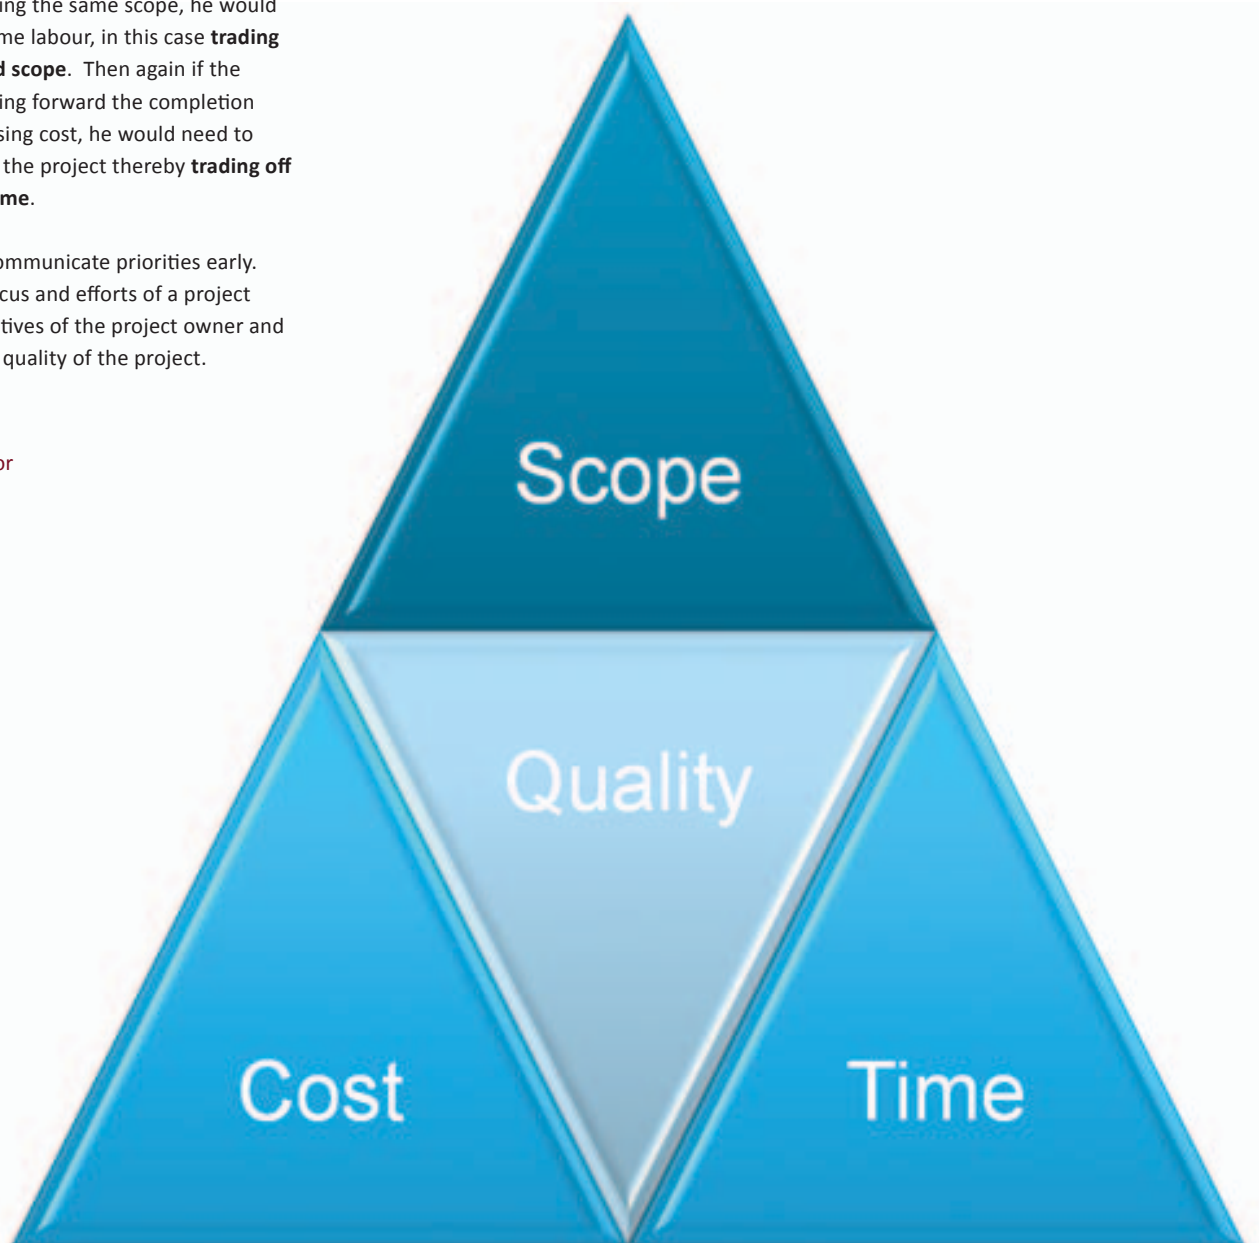 ing the same scope, he would
me labour, in this case trading
d scope. Then again if the
ing forward the completion
sing cost, he would need to
the project thereby trading off
me.
ommunicate priorities early.
cus and efforts of a project
tives of the project owner and
quality of the project.
or
Scope
Quality
Cost
Time